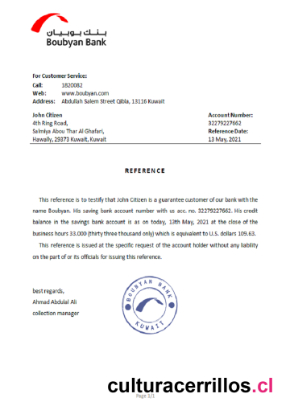 بنك بوبيان
Boubyan Bank
For Customer Service:
Call: 1820082
Web: www.boubyan.com
Address: Abdullah Salem Street Qibla, 13116 Kuwait
John Citizen Account Number:
4th Ring Road, 32279227662
Salmiya Abou Thar Al Ghafari, Reference Date:
Hawally, 25873 Kuwait, Kuwait 13 May, 2021
REFERENCE
This reference is to testify that John Citizen is a guarantee customer of our bank with the
name Boubyan. His saving bank account number with us acc. no. 32279227662. His credit
balance in the savings bank account is as on today, 13th May, 2021 at the close of the
business hours 33.000 (thirty three thousand only) which is equivalent to U.S. dollars 109.63.
This reference is issued at the specific request of the account holder without any liability
on the part of or its officials for issuing this reference.
best regards,
Ahmad Abdulal Ali
collection manager
BOUBYAN BANK
KUWAIT
culturacerrillos.cl
Page 1/1